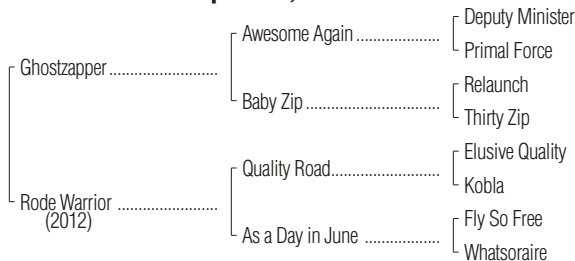 Deputy Minister
Awesome Again ....................
Primal Force
Ghostzapper ..........................
Relaunch
Baby Zip .................................
Thirty Zip
Elusive Quality
Quality Road..........................
Kobla
Rode Warrior ........................
(2012)
Fly So Free
As a Day in June ..................
Whatsoraire